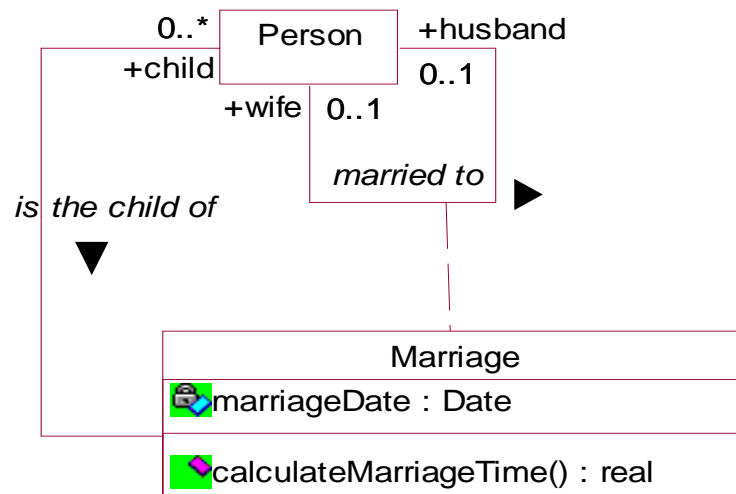 0..*
Person
+husband
+child
0..1
+wife
0..1
married to
is the child of
Marriage
marriageDate : Date
calculateMarriageTime() : real